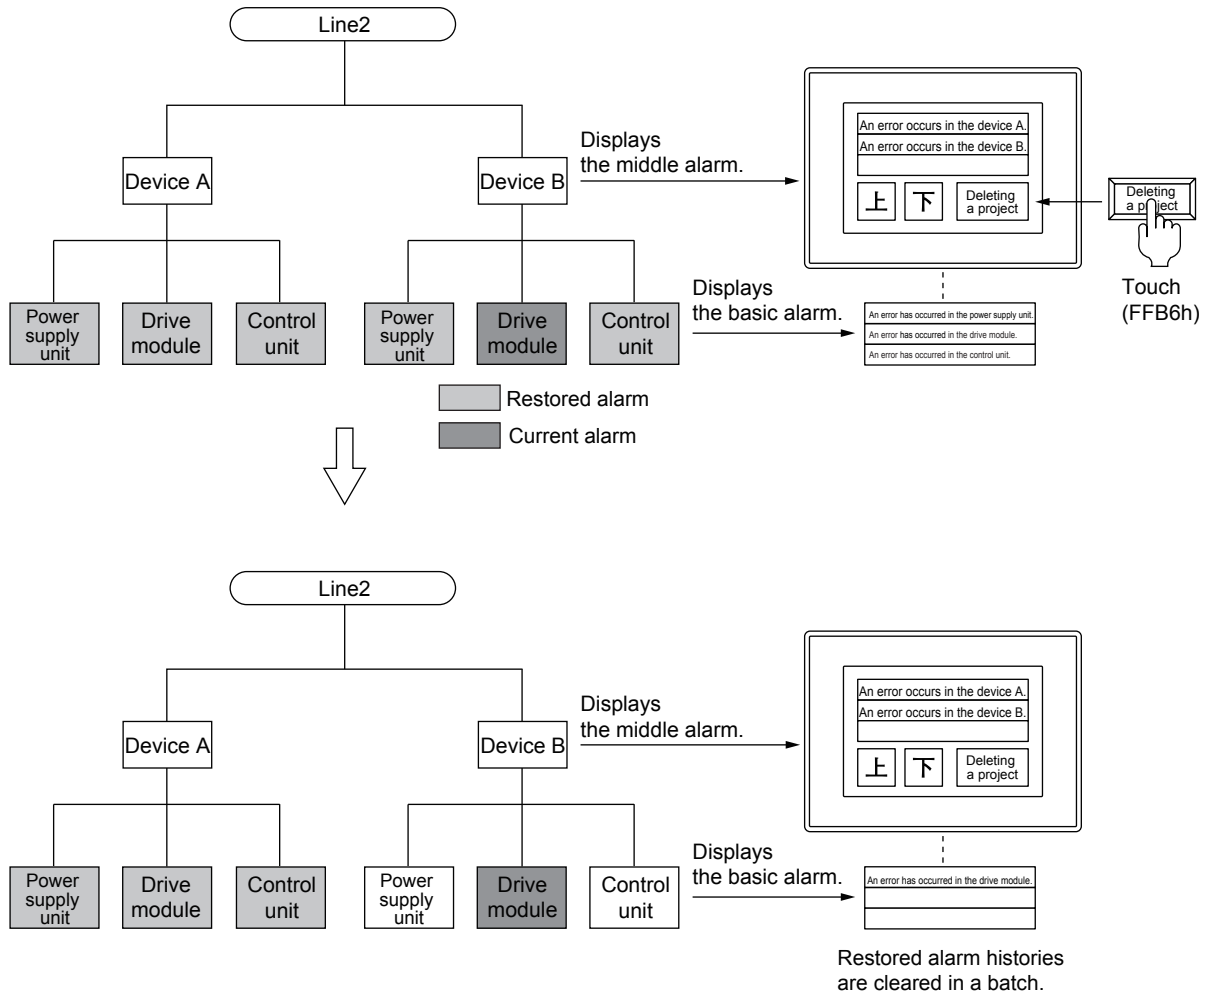 Line2
Device A
Device B
Displays
the middle alarm.
An error occurs in the device A.
An error occurs in the device B.
上
下
Deleting
a project
Deleting
a project
Touch
(FFB6h)
Power
supply
unit
Drive
module
Control
unit
Power
supply
unit
Drive
module
Control
unit
Displays
the basic alarm.
An error has occurred in the power supply unit.
An error has occurred in the drive module.
An error has occurred in the control unit.
Restored alarm
Current alarm
Line2
Device A
Device B
Displays
the middle alarm.
An error occurs in the device A.
An error occurs in the device B.
上
下
Deleting
a project
Power
supply
unit
Drive
module
Control
unit
Power
supply
unit
Drive
module
Control
unit
Displays
the basic alarm.
An error has occurred in the drive module.
Restored alarm histories
are cleared in a batch.